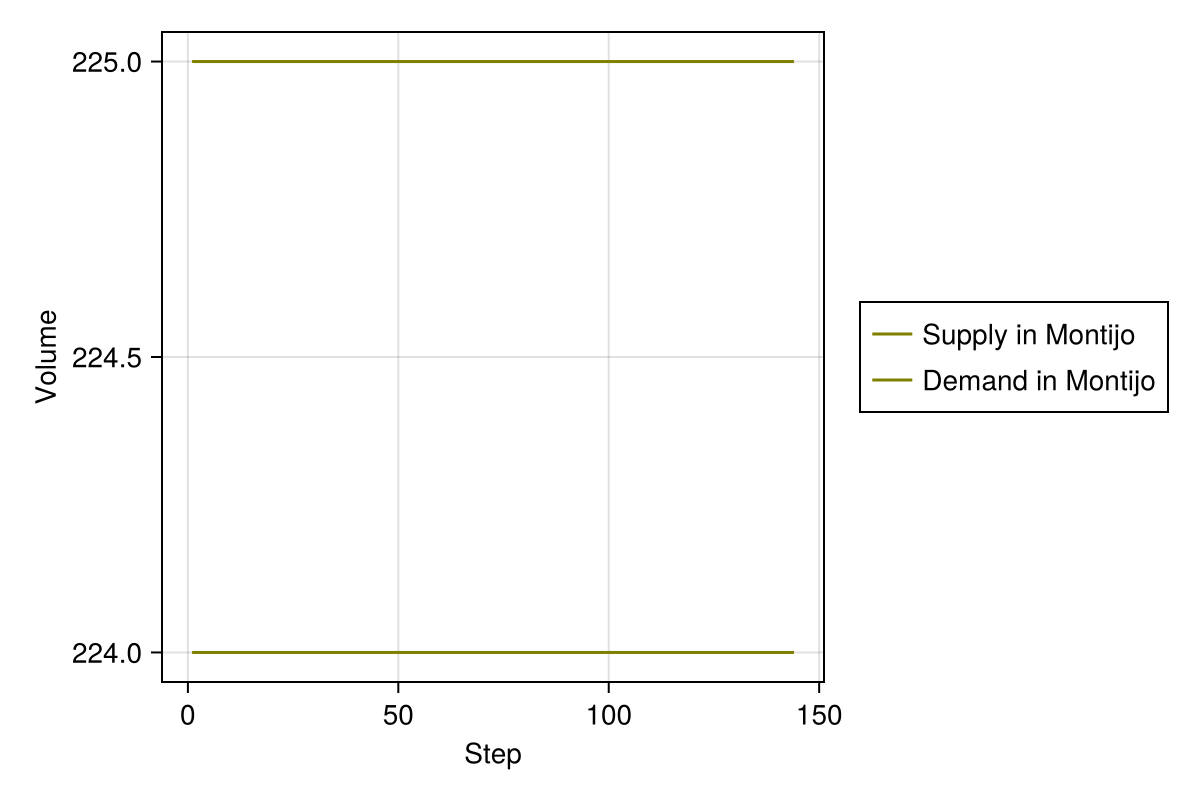 225.0
224.5
224.0
Volume
0 50 100 150
Step
Supply in Montijo
Demand in Montijo